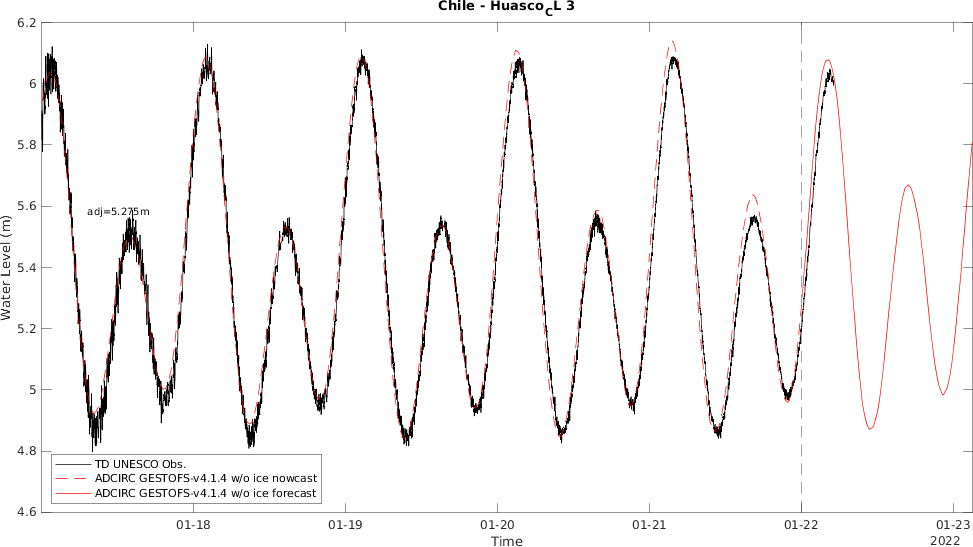 Chile - Huasco_CL 3
6.2
6
5.8
5.6
5.4
5.2
5
4.8
4.6
Water Level (m)
adj=5.275m
TD UNESCO Obs.
ADCIRC GESTOFS-v4.1.4 w/o ice nowcast
ADCIRC GESTOFS-v4.1.4 w/o ice forecast
01-18
01-19
01-20
01-21
01-22
01-23
Time
2022